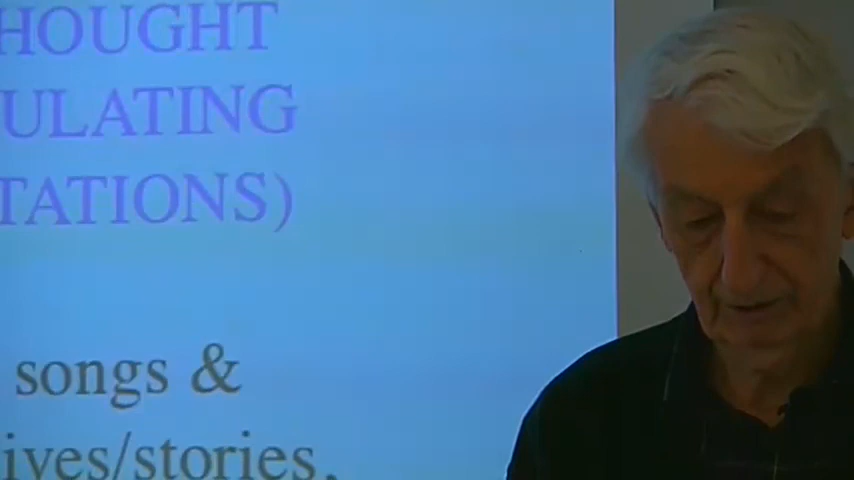 HOUGHT
ULATING
TATIONS)
songs &
ives/stories,